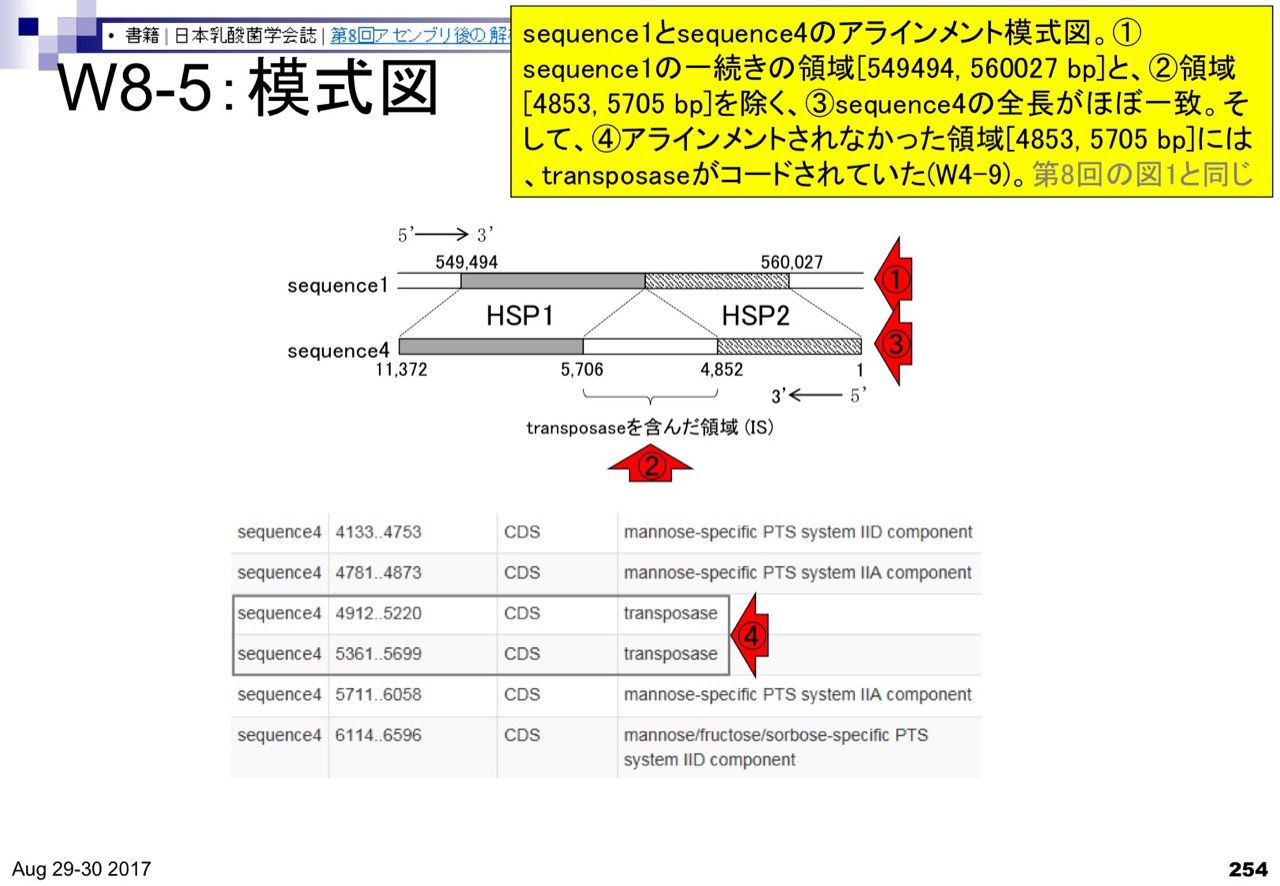 • 書籍 | 日本乳酸菌学会誌 | 第8回アセンブリ後の解
W8-5：模式図
sequence1とsequence4のアラインメント模式図。①
sequence1の一続きの領域[549494, 560027 bp]と、②領域
[4853, 5705 bp]を除く、③sequence4の全長がほぼ一致。そ
して、④アラインメントされなかった領域[4853, 5705 bp]には
、transposaseがコードされていた(W4-9)。第8回の図1と同じ
5’ 3’
549,494 560,027
sequence1 ①
HSP1 HSP2
sequence4 ③
11,372 5,706 4,852 1
3’ 5’
transposaseを含んだ領域 (IS)
②
sequence4 4133..4753 CDS mannose-specific PTS system IID component
sequence4 4781..4873 CDS mannose-specific PTS system IIA component
sequence4 4912..5220 CDS transposase
④
sequence4 5361..5699 CDS transposase
sequence4 5711..6058 CDS mannose-specific PTS system IIA component
sequence4 6114..6596 CDS mannose/fructose/sorbose-specific PTS
system IID component
Aug 29-30 2017 254